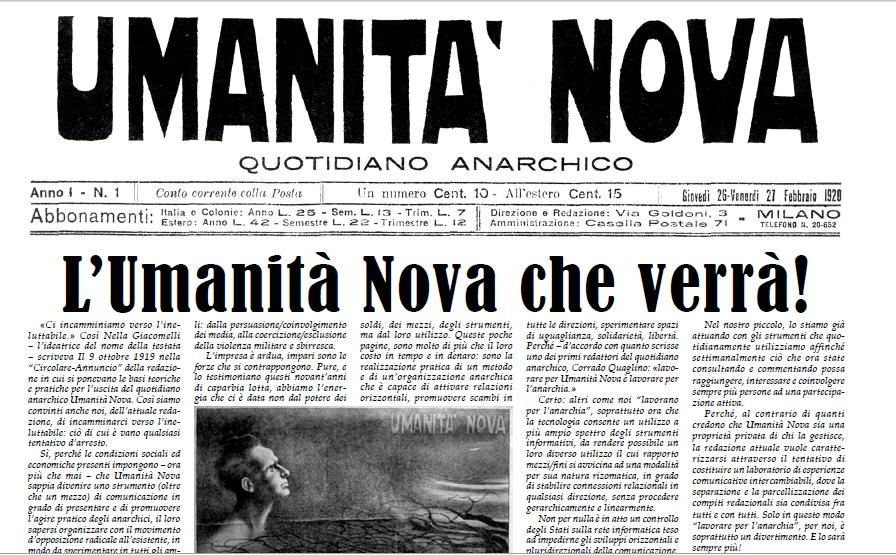 UMANITA' NOVA
QUOTIDIANO ANARCHICO
Anno I - N. 1
Conto corrente colla Posta
Un numero Cent. 10 - All'estero Cent. 15
Giovedì 26-Venerdì 27 Febbraio 1920
Abbonamenti:
Italia e Colonie: Anno L. 25 - Sem. L. 13 - Trim. L. 7
Estero: Anno L. 42 - Semestre L. 22 - Trimestre L. 12
Direzione e Redazione: Via Goldoni, 3
Amministrazione: Casella Postale 71
- MILANO
TELEFONO N. 20-652
L'Umanità Nova che verrà!
«Ci incamminiamo verso l'ine-
luttabile.» Così Nella Giacomelli
– l'ideatrice del nome della testata
– scriveva Il 9 ottobre 1919 nella
"Circolare-Annuncio" della redazio-
ne in cui si ponevano le basi teoriche
e pratiche per l'uscita del quotidiano
anarchico Umanità Nova. Così siamo
convinti anche noi, dell'attuale reda-
zione, di incamminarci verso l'ine-
luttabile: ciò di cui è vano qualsiasi
tentativo d'arresto.
Sì, perché le condizioni sociali ed
economiche presenti impongono – ora
più che mai – che Umanità Nova
sappia divenire uno strumento (oltre
che un mezzo) di comunicazione in
grado di presentare e di promuovere
l'agire pratico degli anarchici, il loro
sapersi organizzare con il movimento
d'opposizione radicale all'esistente, in
modo da sperimentare in tutti gli am-
li: dalla persuasione/coinvolgimento
dei media, alla coercizione/esclusione
della violenza militare e sbirresca.
L'impresa è ardua, impari sono le
forze che si contrappongono. Pure, e
lo testimoniano questi novant'anni
di caparbia lotta, abbiamo l'ener-
gia che ci è data non dal potere dei
soldi, dei mezzi, degli strumenti,
ma dal loro utilizzo. Queste poche
pagine, sono molto di più che il loro
costo in tempo e in denaro: sono la
realizzazione pratica di un metodo
e di un'organizzazione anarchica
che è capace di attivare relazioni
orizzontali, promuovere scambi in
UMANITÀ NOVA
tutte le direzioni, sperimentare spazi
di uguaglianza, solidarietà, libertà.
Perché – d'accordo con quanto scrisse
uno dei primi redattori del quotidiano
anarchico, Corrado Quaglino: «lavo-
rare per Umanità Nova è lavorare per
l'anarchia.»
Certo: altri come noi "lavorano
per l'anarchia", soprattutto ora che
la tecnologia consente un utilizzo a
più ampio spettro degli strumenti
informativi, da rendere possibile un
loro diverso utilizzo il cui rapporto
mezzi/fini si avvicina ad una modalità
per sua natura rizomatica, in grado
di stabilire connessioni relazionali in
qualsiasi direzione, senza procedere
gerarchicamente e linearmente.
Non per nulla è in atto un controllo
degli Stati sulla rete informatica teso
ad impedirne gli sviluppi orizzontali e
pluridirezionali della comunicazione
Nel nostro piccolo, lo stiamo già
attuando con gli strumenti che quo-
tidianamente utilizziamo affinché
settimanalmente ciò che ora state
consultando e commentando possa
raggiungere, interessare e coinvolgere
sempre più persone ad una partecipa-
zione attiva.
Perché, al contrario di quanti
credono che Umanità Nova sia una
proprietà privata di chi la gestisce,
la redazione attuale vuole caratte-
rizzarsi attraverso il tentativo di
costituire un laboratorio di esperienze
comunicative intercambiabili, dove la
separazione e la parcellizzazione dei
compiti redazionali sia condivisa fra
tutti e con tutti. Solo in questo modo
"lavorare per l'anarchia", per noi, è
soprattutto un divertimento. E lo sarà
sempre più!